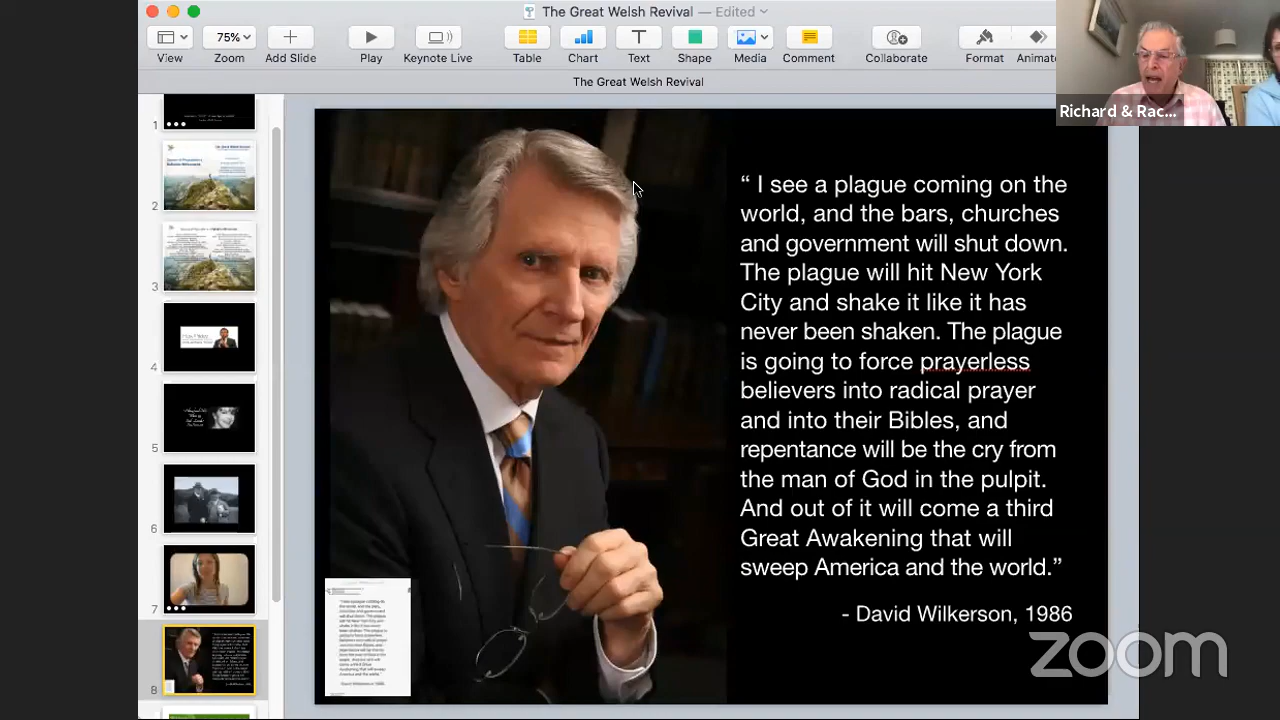 The Great Welsh Revival — Edited
75%
View
Zoom
Add Slide
Play
Keynote Live
Table
Chart
Text
Shape
Media
Comment
Collaborate
Format
Animate
The Great Welsh Revival
Richard & Rac...
1
2
3
4
5
6
7
8
“ I see a plague coming on the
world, and the bars, churches
and government will shut down.
The plague will hit New York
City and shake it like it has
never been shaken. The plague
is going to force prayerless
believers into radical prayer
and into their Bibles, and
repentance will be the cry from
the man of God in the pulpit.
And out of it will come a third
Great Awakening that will
sweep America and the world.”
- David Wilkerson, 1986
zoom